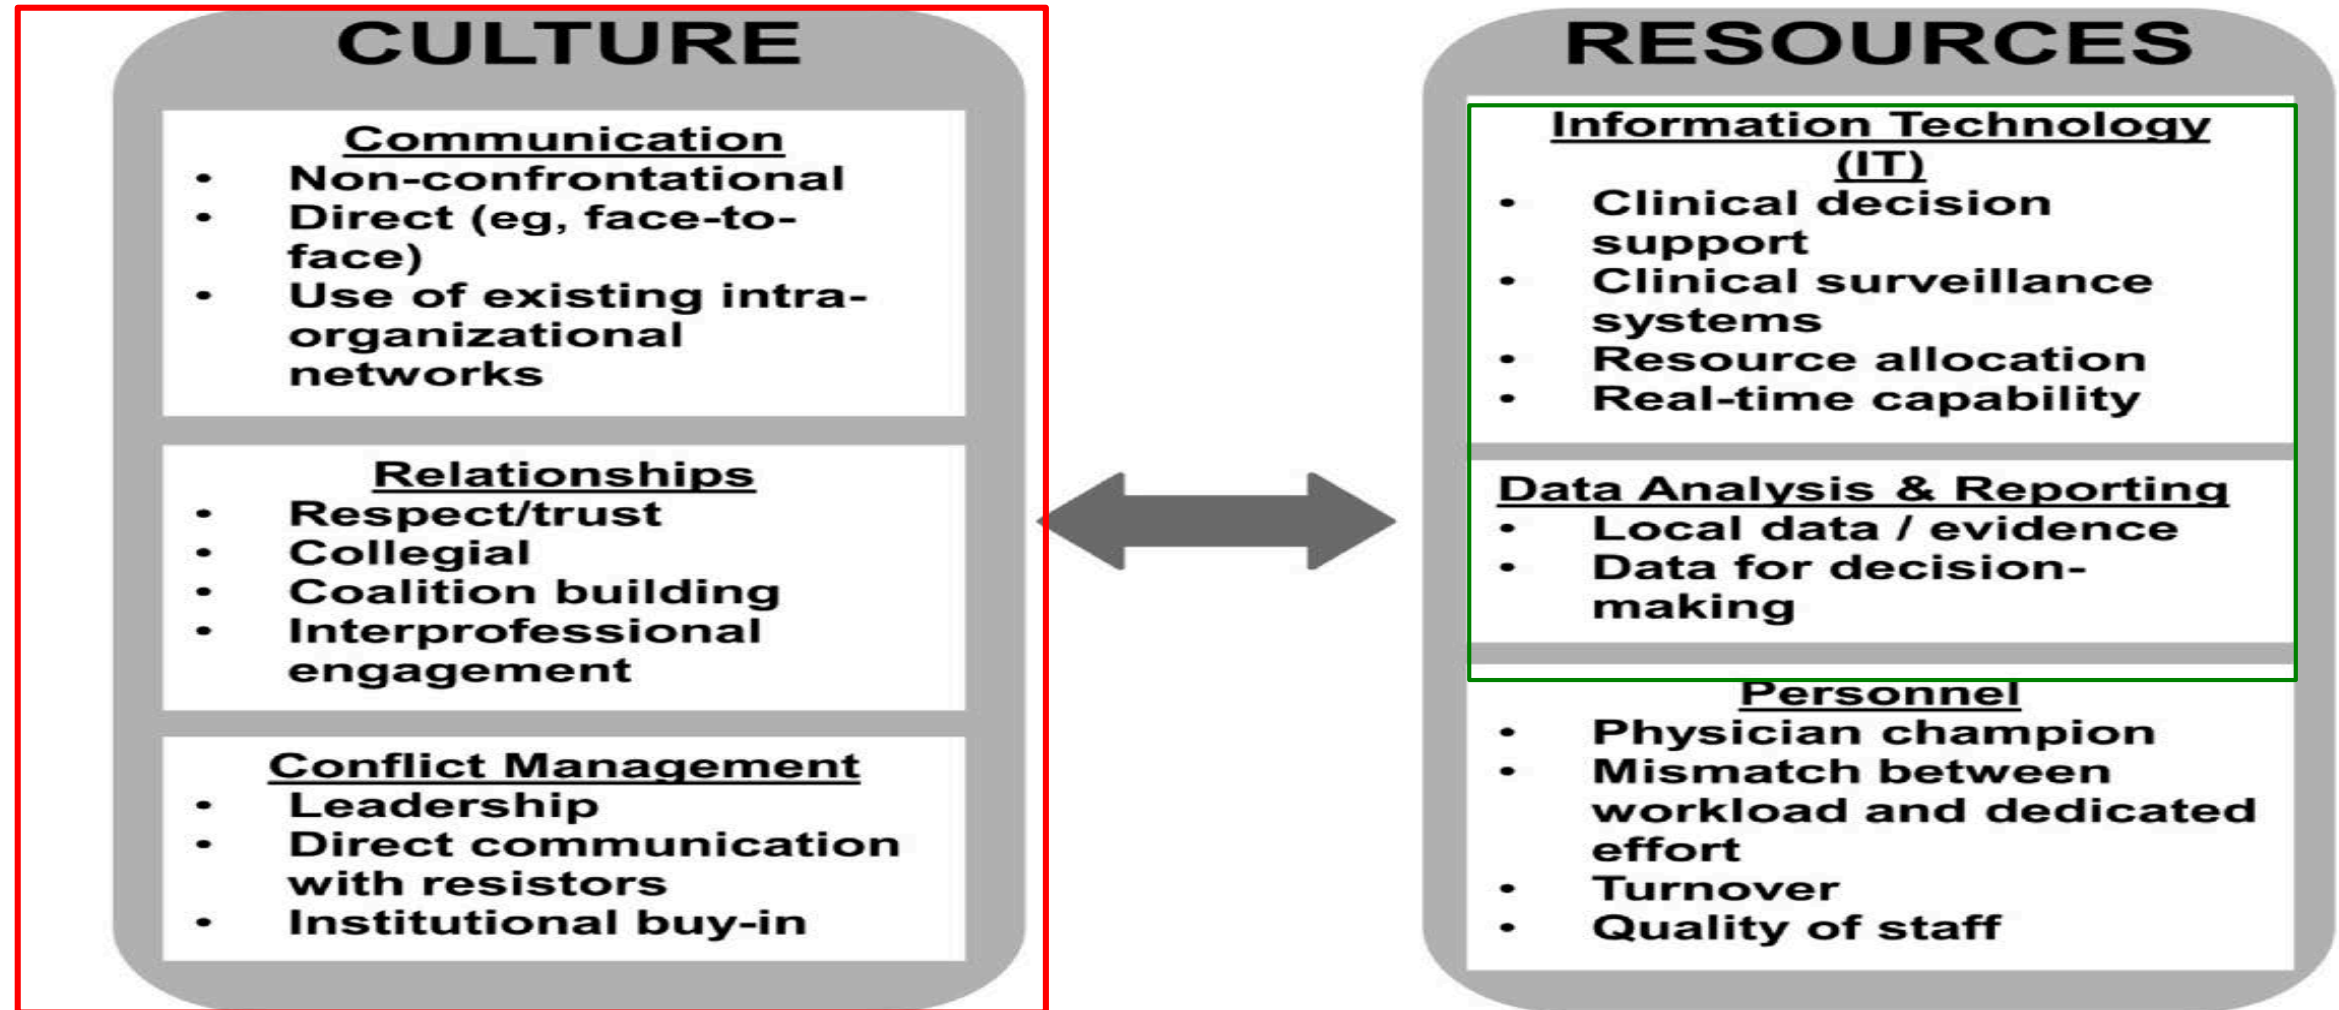 CULTURE
Communication
• Non-confrontational
• Direct (eg, face-to-
face)
• Use of existing intra-
organizational
networks
Relationships
• Respect/trust
• Collegial
• Coalition building
• Interprofessional
engagement
Conflict Management
• Leadership
• Direct communication
with resistors
• Institutional buy-in
RESOURCES
Information Technology
(IT)
• Clinical decision
support
• Clinical surveillance
systems
• Resource allocation
• Real-time capability
Data Analysis & Reporting
• Local data / evidence
• Data for decision-
making
Personnel
• Physician champion
• Mismatch between
workload and dedicated
effort
• Turnover
• Quality of staff